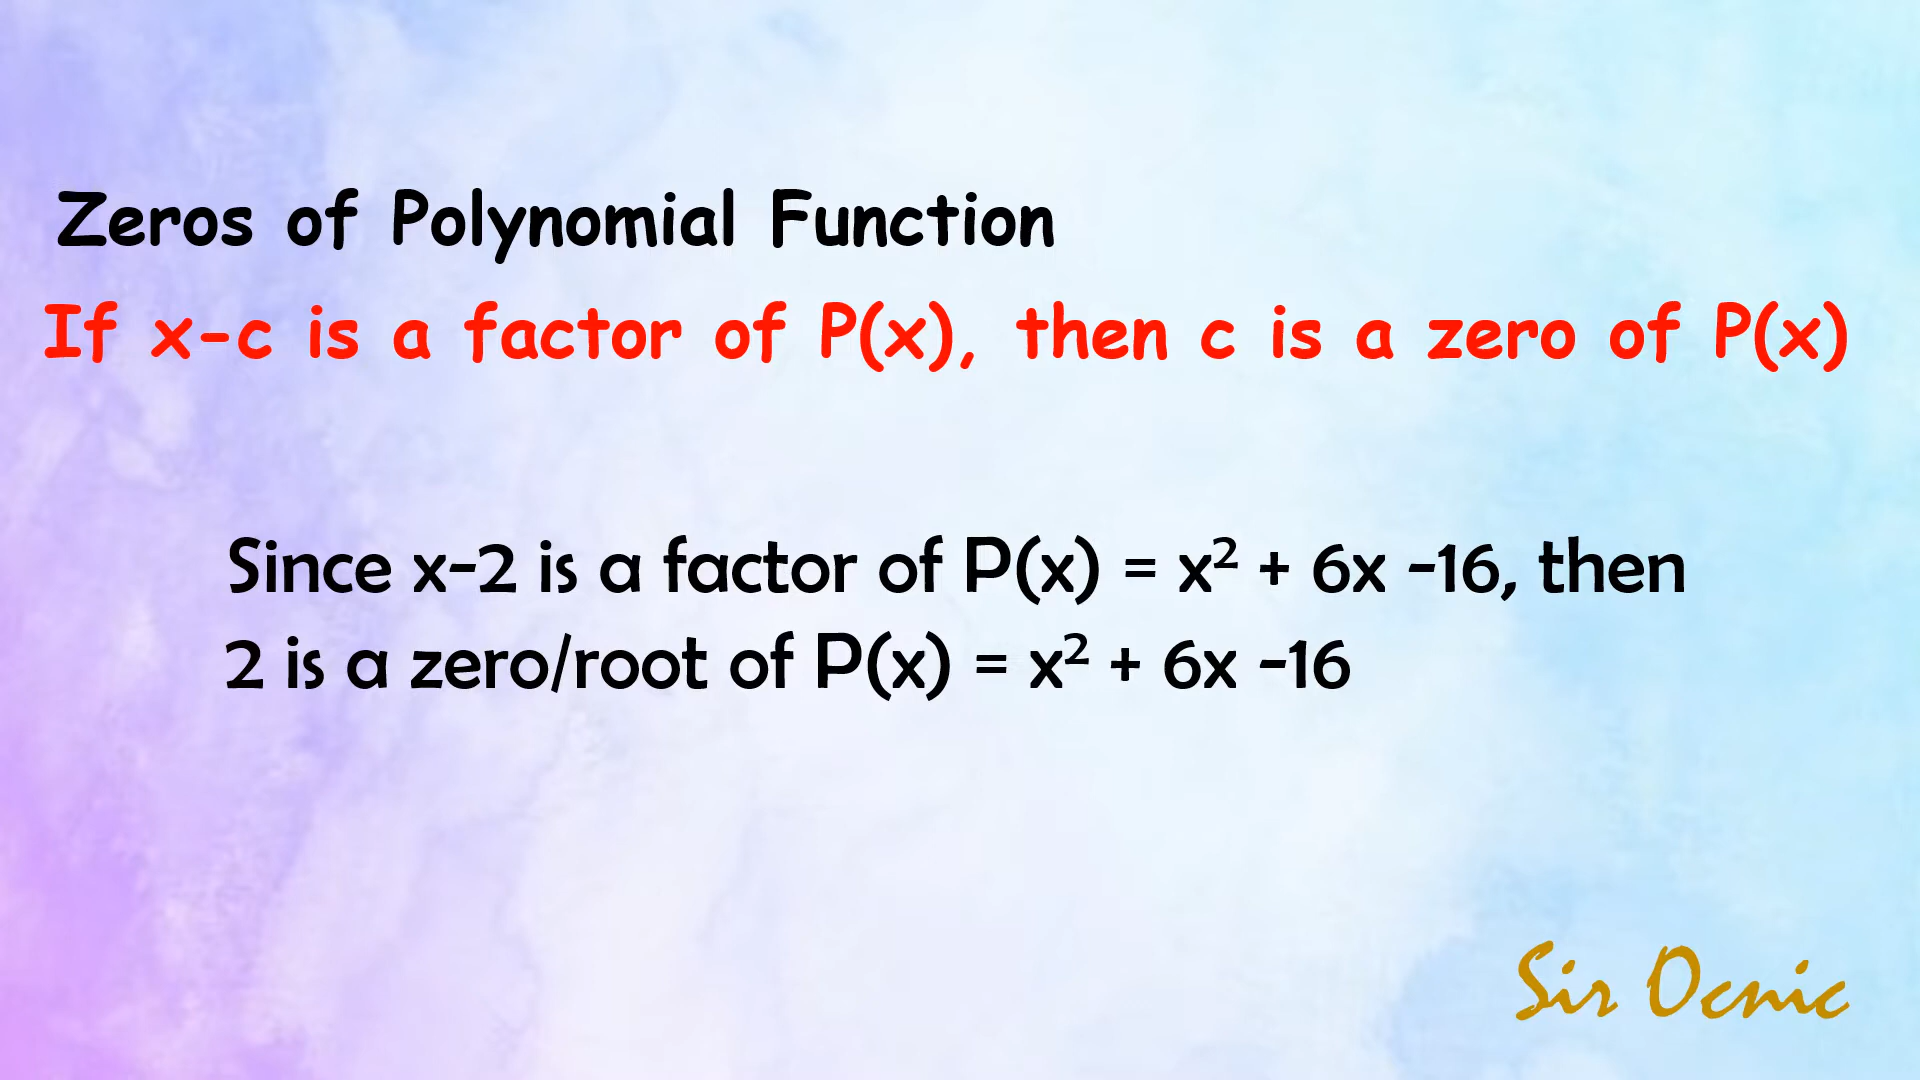 Zeros of Polynomial Function
If x-c is a factor of P(x), then c is a zero of P(x)
Since x-2 is a factor of P(x) = x² + 6x -16, then
2 is a zero/root of P(x) = x² + 6x -16
Sir Ocnic